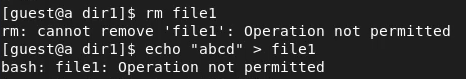 [guest@a dir1]$ rm file1
rm: cannot remove 'file1': Operation not permitted
[guest@a dir1]$ echo "abcd" > file1
bash: file1: Operation not permitted